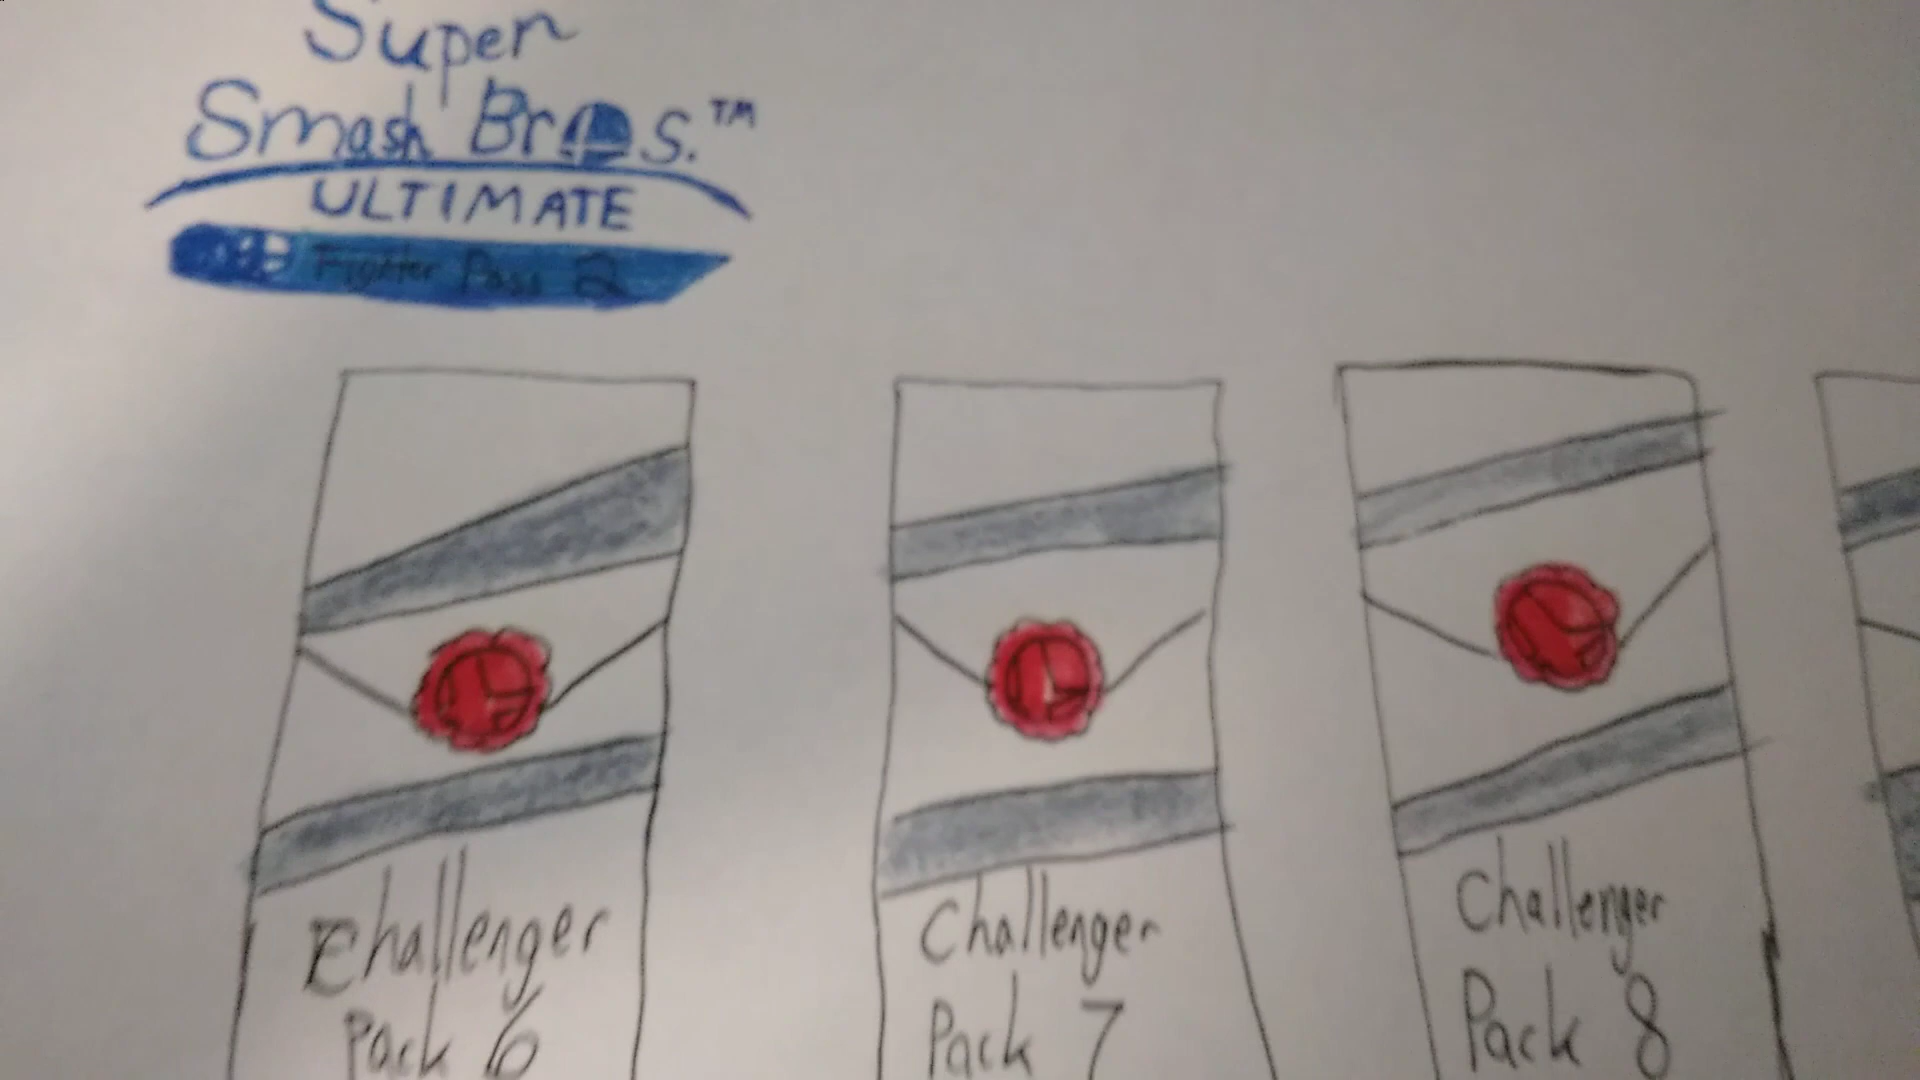 Super
Smash Bros.™
ULTIMATE
Fighter Pass 2
Challenger
Pack 6
Challenger
Pack 7
Challenger
Pack 8